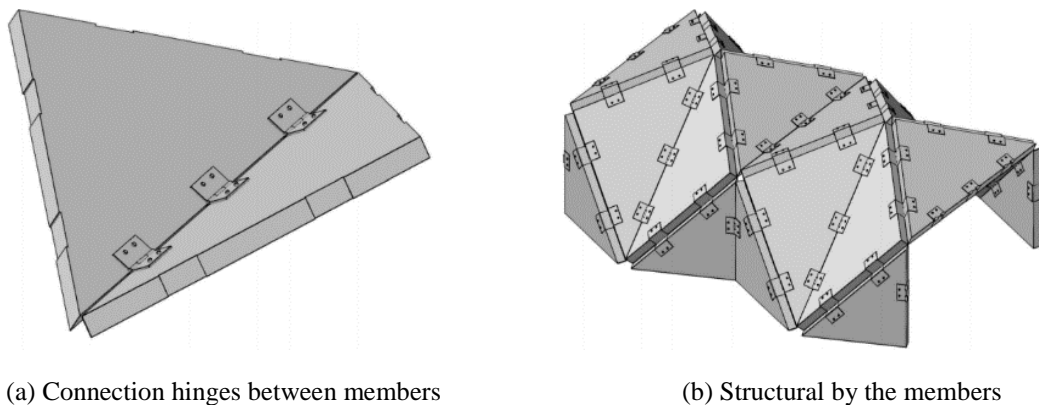 (a) Connection hinges between members
(b) Structural by the members